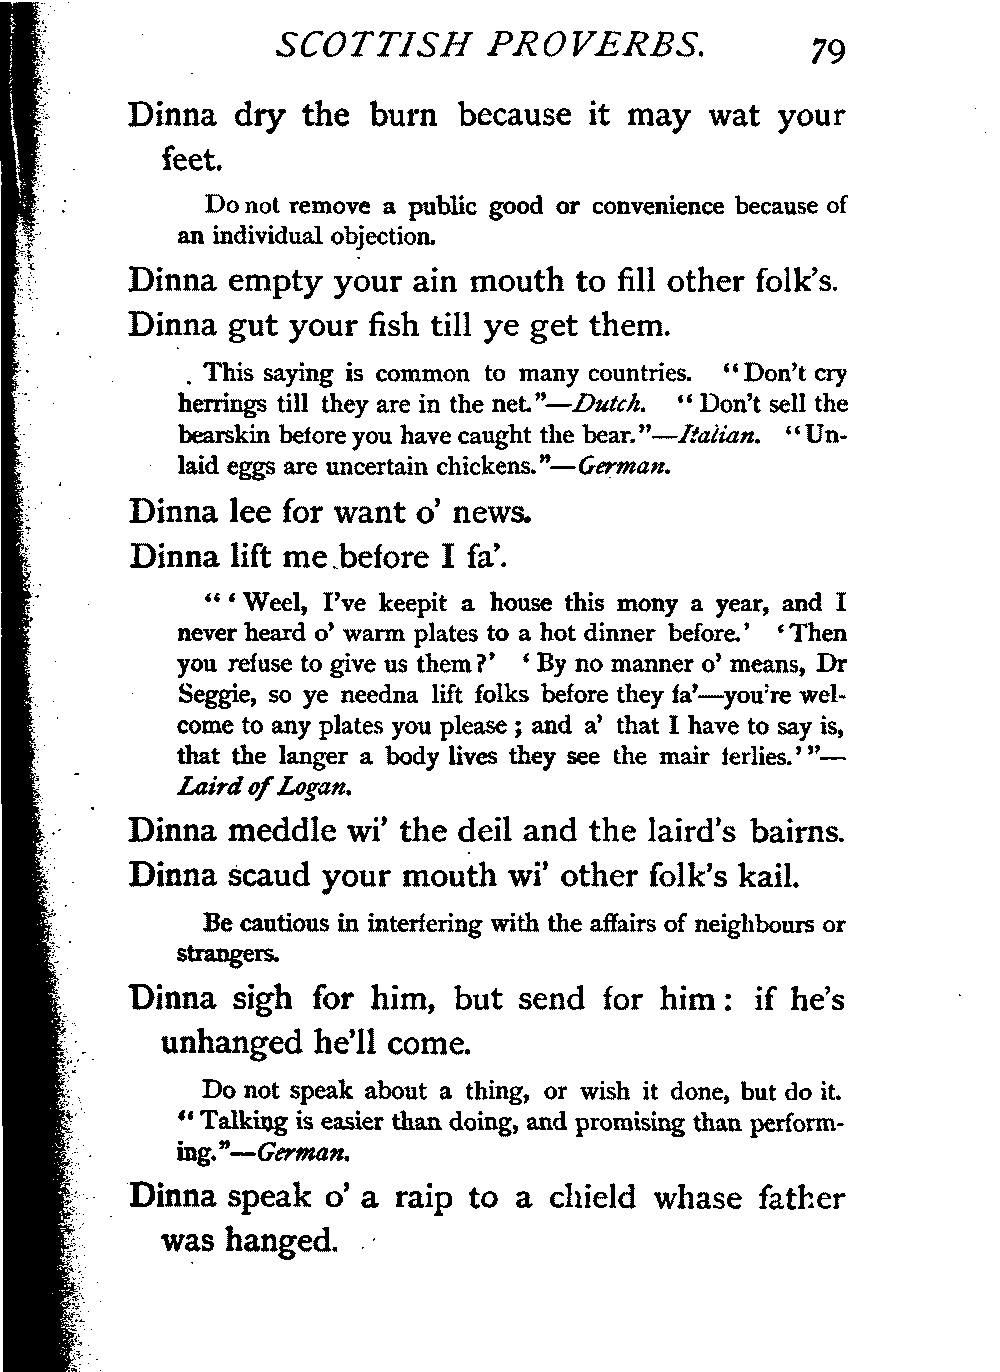 SCOTTISH PROVERBS. 79
Dinna dry the burn because it may wat your
feet.
Do not remove a public good or convenience because of
an individual objection.
Dinna empty your ain mouth to fill other folk's.
Dinna gut your fish till ye get them.
This saying is common to many countries. "Don't cry
herrings till they are in the net."—Dutch. "Don't sell the
bearskin before you have caught the bear."—Italian. "Un-
laid eggs are uncertain chickens."—German.
Dinna lee for want o' news.
Dinna lift me before I fa'.
"'Weel, I've keepit a house this mony a year, and I
never heard o' warm plates to a hot dinner before.' 'Then
you refuse to give us them?' 'By no manner o' means, Dr
Seggie, so ye needna lift folks before they fa'—you're wel-
come to any plates you please; and a' that I have to say is,
that the langer a body lives they see the mair ferlies.'"—
Laird of Logan.
Dinna meddle wi' the deil and the laird's bairns.
Dinna scaud your mouth wi' other folk's kail.
Be cautious in interfering with the affairs of neighbours or
strangers.
Dinna sigh for him, but send for him: if he's
unhanged he'll come.
Do not speak about a thing, or wish it done, but do it.
"Talking is easier than doing, and promising than perform-
ing."—German.
Dinna speak o' a raip to a chield whase father
was hanged.